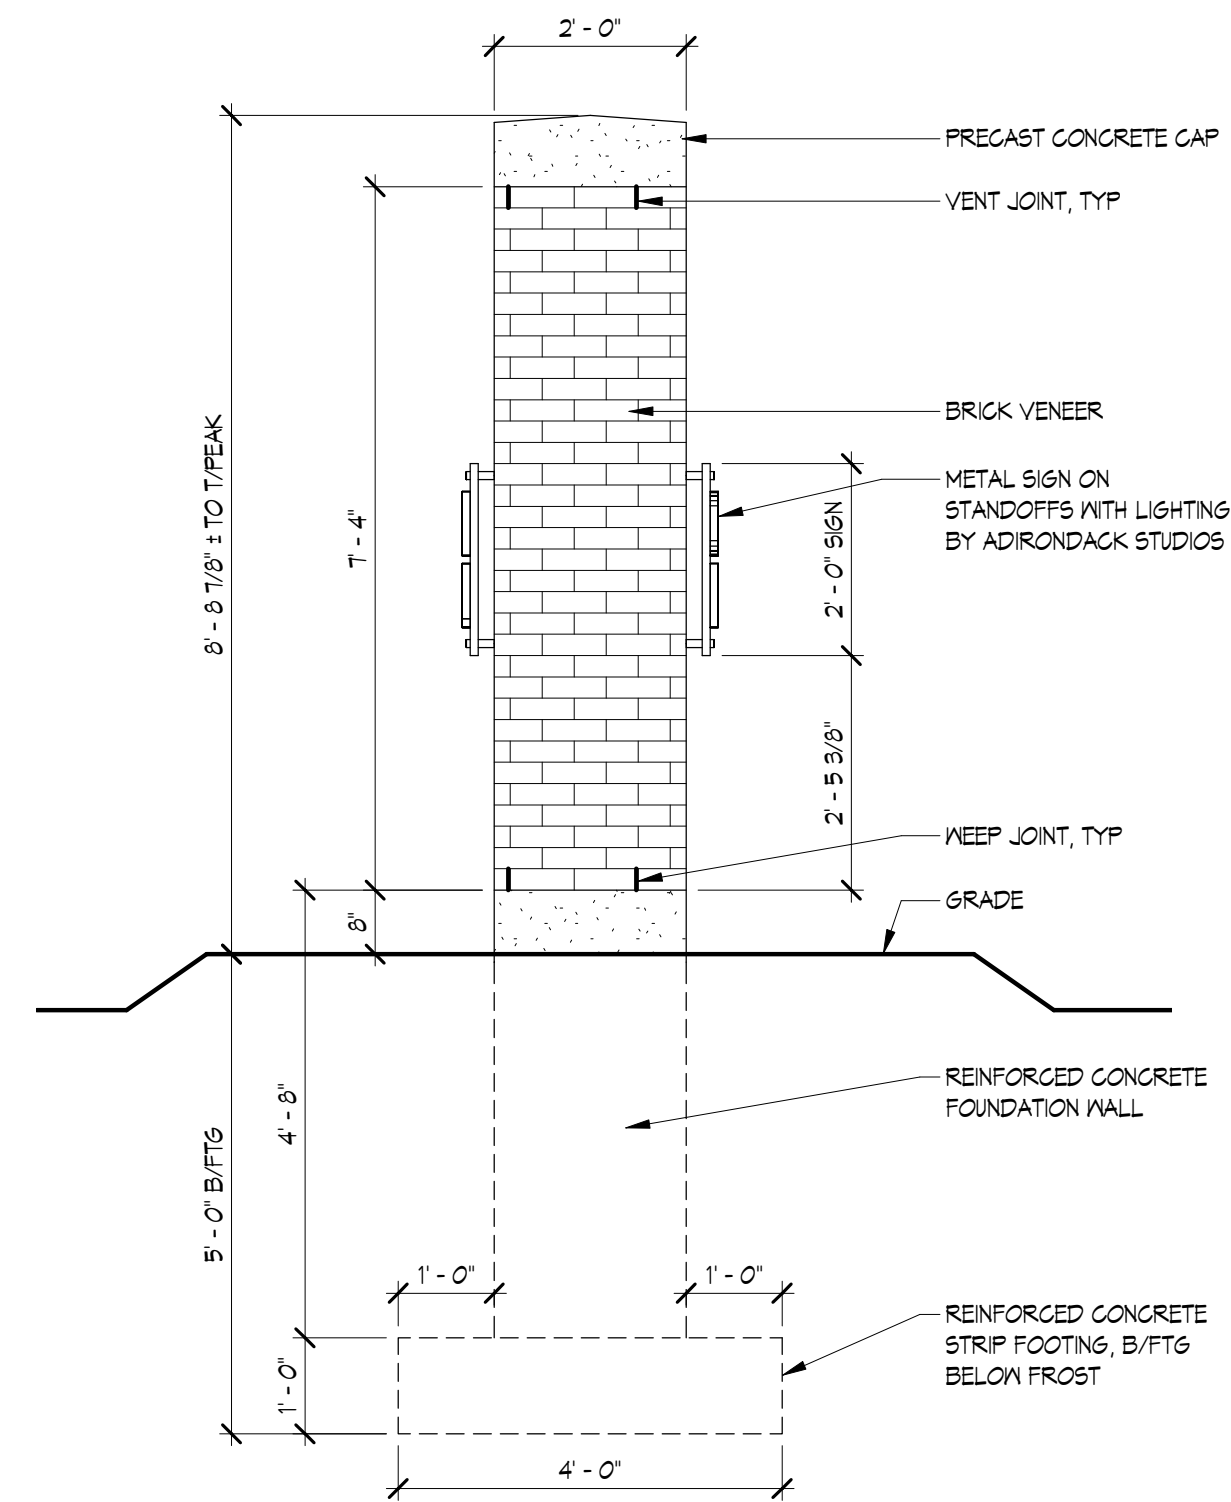 2' - 0"
PRECAST CONCRETE CAP
VENT JOINT, TYP
BRICK VENEER
METAL SIGN ON
STANDOFFS WITH LIGHTING
BY ADIRONDACK STUDIOS
8' - 8 7/8" ± TO T/PEAK
7' - 4"
2' - 0" SIGN
2' - 5 3/8"
WEEP JOINT, TYP
GRADE
8"
REINFORCED CONCRETE
FOUNDATION WALL
4' - 8"
5' - 0" B/FTG
1' - 0"
1' - 0"
REINFORCED CONCRETE
STRIP FOOTING, B/FTG
BELOW FROST
1' - 0"
4' - 0"